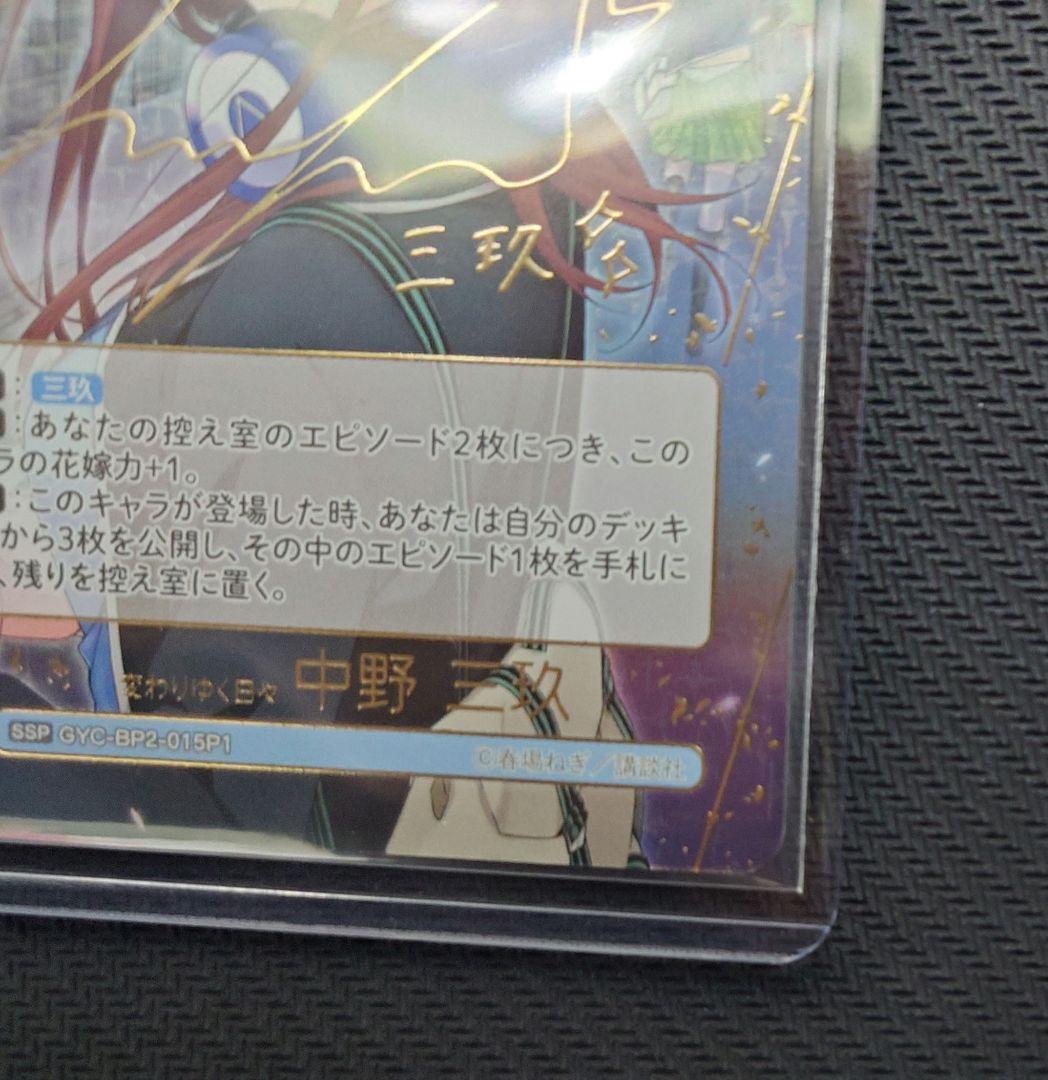 三玖
: 三玖
:あなたの控え室のエピソード2枚につき、この
ラの花嫁力+1。
:このキャラが登場した時、あなたは自分のデッキ
から3枚を公開し、その中のエピソード1枚を手札に
、残りを控え室に置く。
変わりゆく日々 中野 三玖
SSP GYC-BP2-015P1
©春場ねぎ／講談社